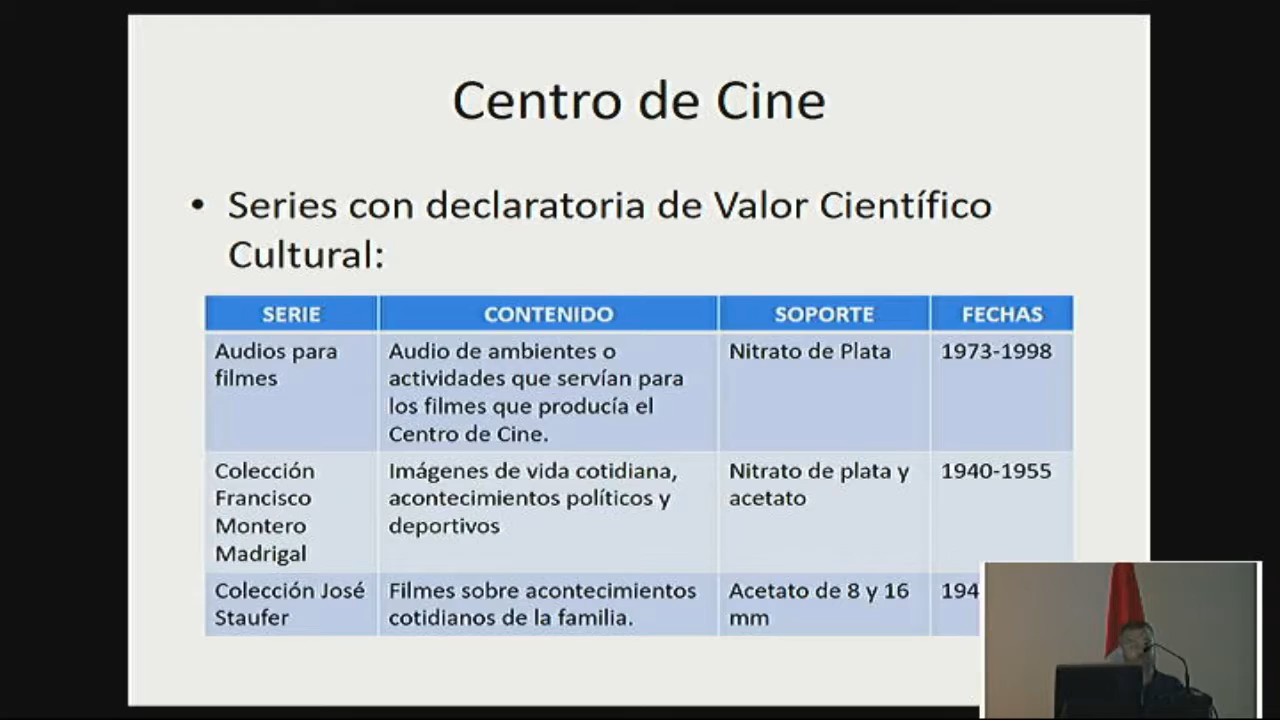 Centro de Cine
• Series con declaratoria de Valor Científico
Cultural:
SERIE CONTENIDO SOPORTE FECHAS
Audios para filmes Audio de ambientes o actividades que servían para los filmes que producía el Centro de Cine. Nitrato de Plata 1973-1998
Colección Francisco Montero Madrigal Imágenes de vida cotidiana, acontecimientos políticos y deportivos Nitrato de plata y acetato 1940-1955
Colección José Staufer Filmes sobre acontecimientos cotidianos de la familia. Acetato de 8 y 16 mm